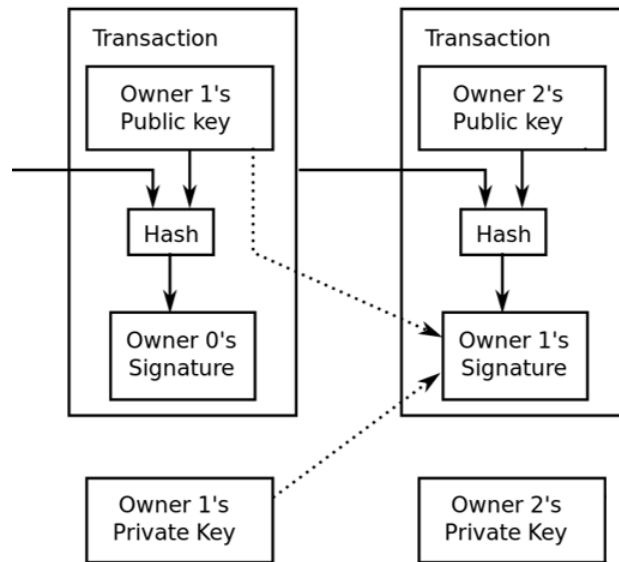 Transaction
Owner 1's
Public key
Hash
Owner 0's
Signature
Transaction
Owner 2's
Public key
Hash
Owner 1's
Signature
Owner 1's
Private Key
Owner 2's
Private Key